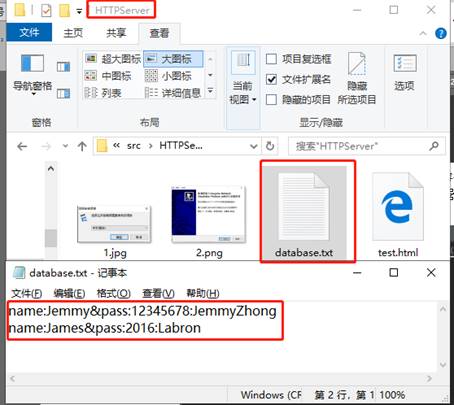 HTTPServer
文件 主页 共享 查看
导航窗格
超大图标 大图标
中图标 小图标
列表 详细信息
当前视图
项目复选框
文件扩展名
隐藏的项目
隐藏所选项目
选项
窗格 布局 显示/隐藏
« src › HTTPSe... 搜索"HTTPServer"
1.jpg 2.png database.txt test.html
database.txt - 记事本
文件(F) 编辑(E) 格式(O) 查看(V) 帮助(H)
name:Jemmy&pass:12345678:JemmyZhong
name:James&pass:2016:Labron
Windows (CR 第 2 行，第 1 100%